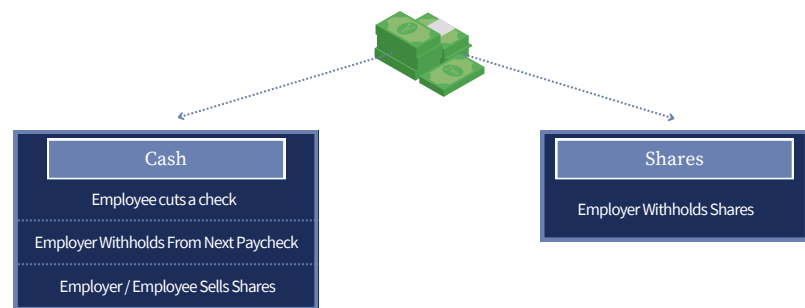 Cash
Employee cuts a check
Employer Withholds From Next Paycheck
Employer / Employee Sells Shares
Shares
Employer Withholds Shares